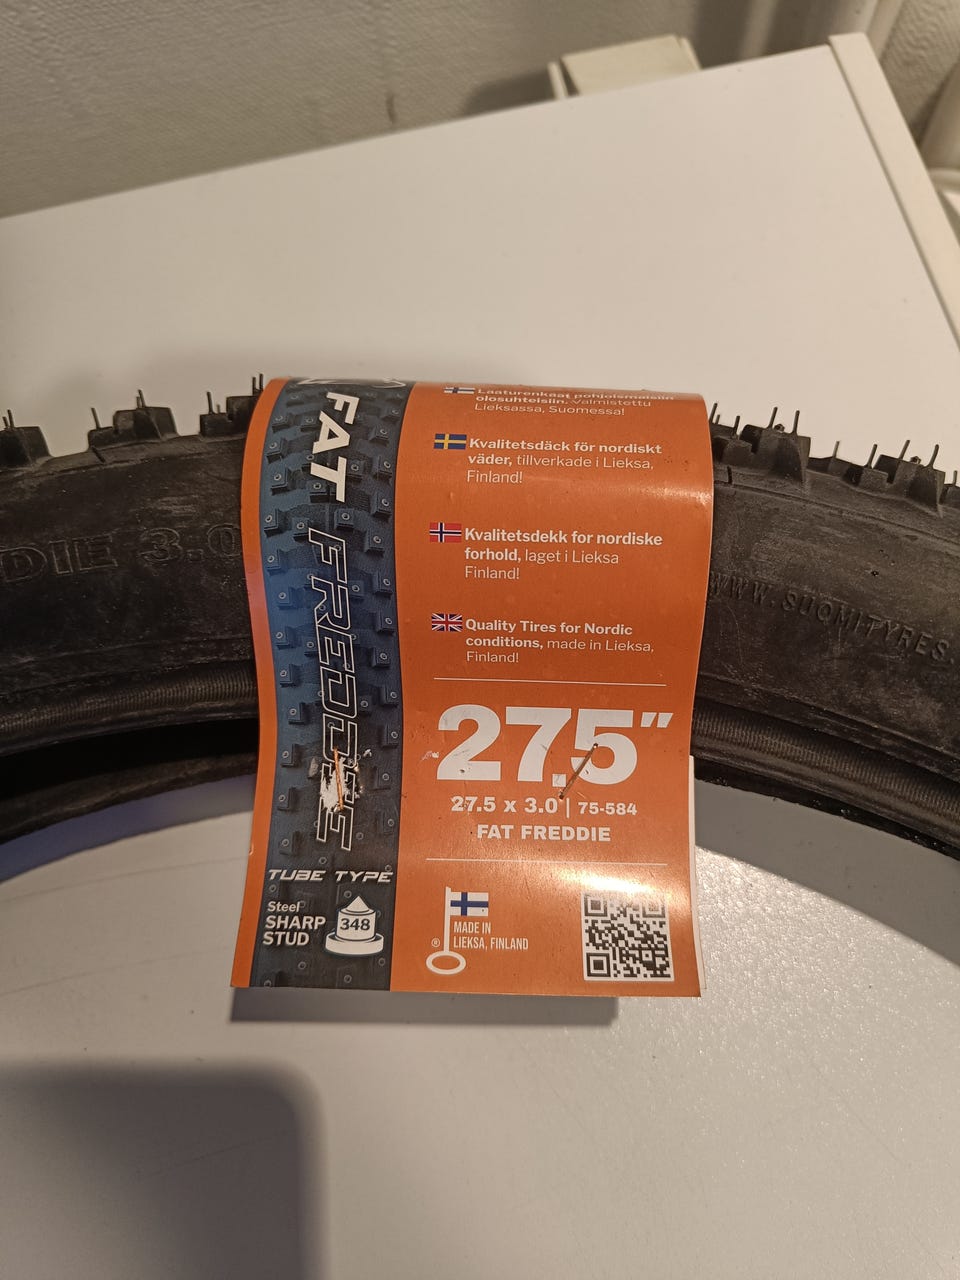 Laaturenkaat pohjoismaisiin
olosuhteisiin. Valmistettu
Lieksassa, Suomessa!
Kvalitetsdäck för nordiskt
väder, tillverkade i Lieksa,
Finland!
Kvalitetsdekk for nordiske
forhold, laget i Lieksa
Finland!
Quality Tires for Nordic
conditions, made in Lieksa,
Finland!
27.5"
27.5 x 3.0 | 75-584
FAT FREDDIE
MADE IN
LIEKSA, FINLAND
®
FAT FREDDIE
TUBE TYPE
Steel
SHARP
STUD
348
DIE 3.0
WWW.SUOMITYRES.